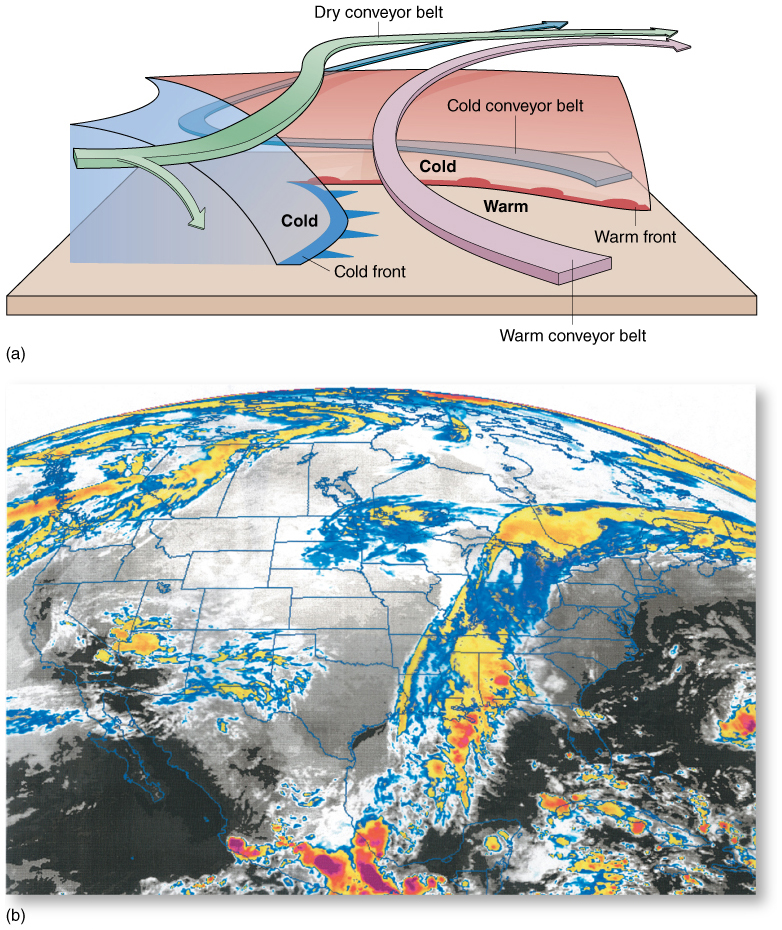 Dry conveyor belt
Cold conveyor belt
Cold
Warm
Cold
Warm front
Cold front
Warm conveyor belt
(a)
(b)